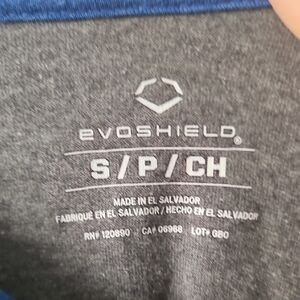 evoSHIELD®
S / P / CH
MADE IN EL SALVADOR
FABRIQUÉ EN EL SALVADOR / HECHO EN EL SALVADOR
RN# 120890 CA# 06968 LOT# GBO